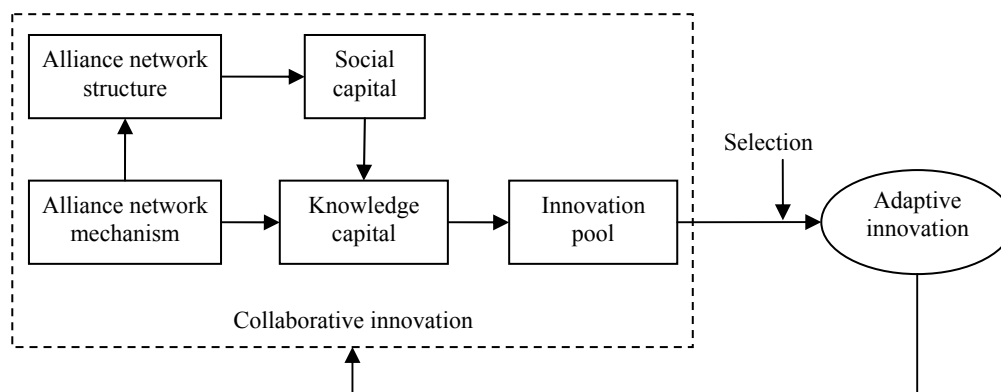 Alliance network
structure
Social
capital
Selection
Alliance network
mechanism
Knowledge
capital
Innovation
pool
Adaptive
innovation
Collaborative innovation